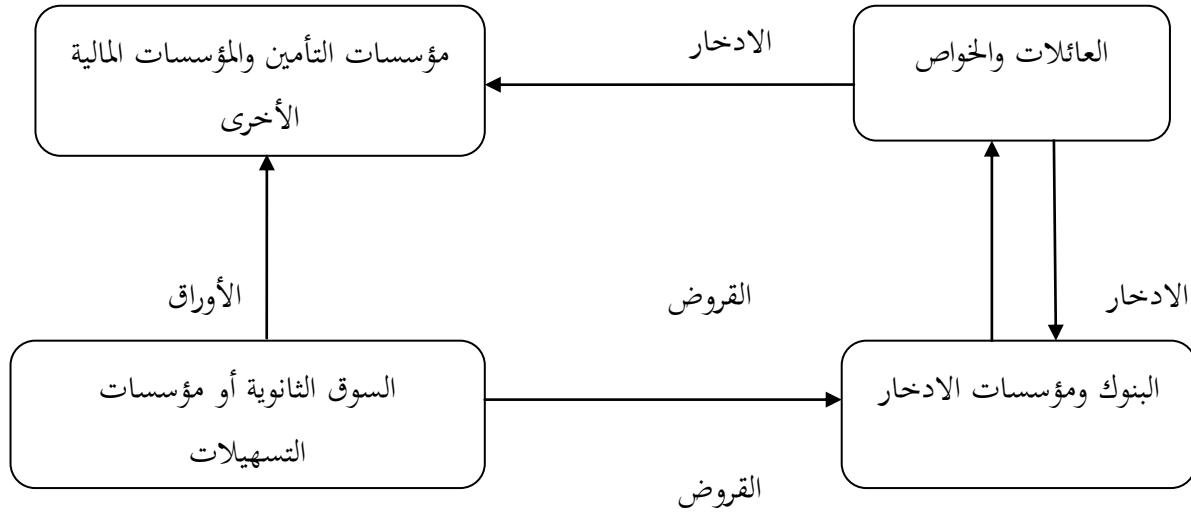 العائلات والخواص
الادخار
مؤسسات التأمين والمؤسسات المالية
الأخرى
الادخار
القروض
الأوراق
البنوك ومؤسسات الادخار
السوق الثانوية أو مؤسسات
التسهيلات
القروض